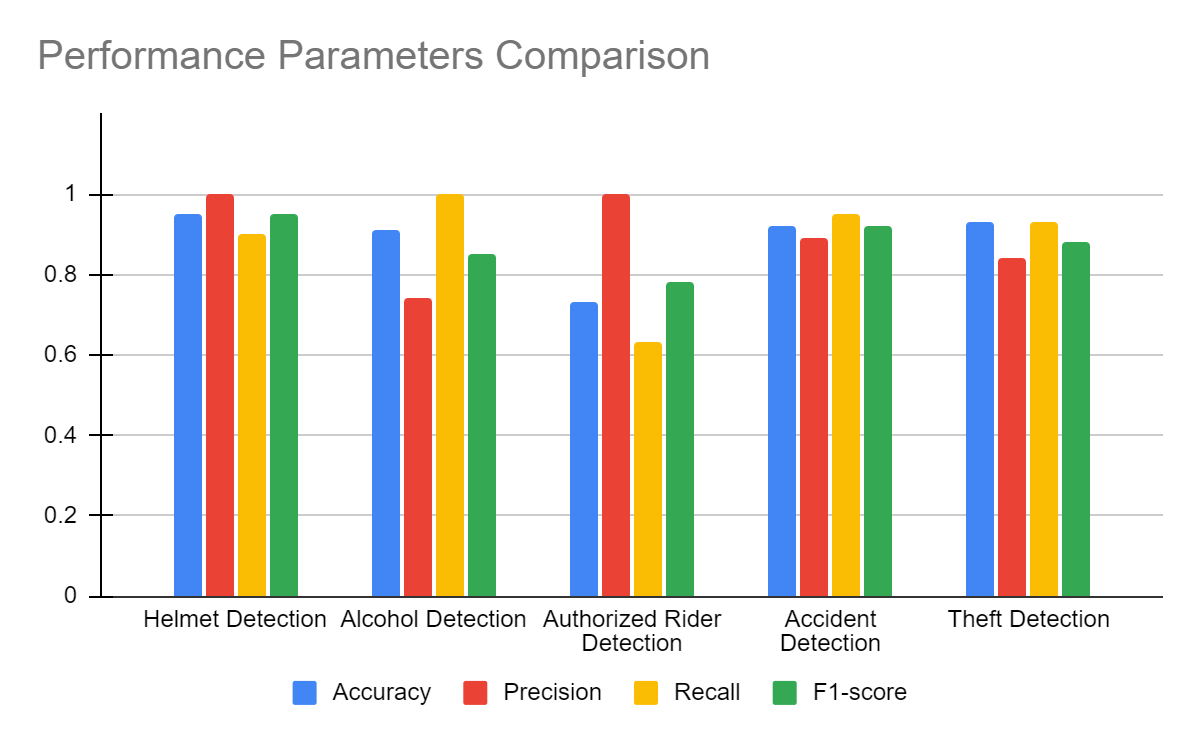 Performance Parameters Comparison
1
0.8
0.6
0.4
0.2
0
Helmet Detection
Alcohol Detection
Authorized Rider
Detection
Accident
Detection
Theft Detection
Accuracy
Precision
Recall
F1-score